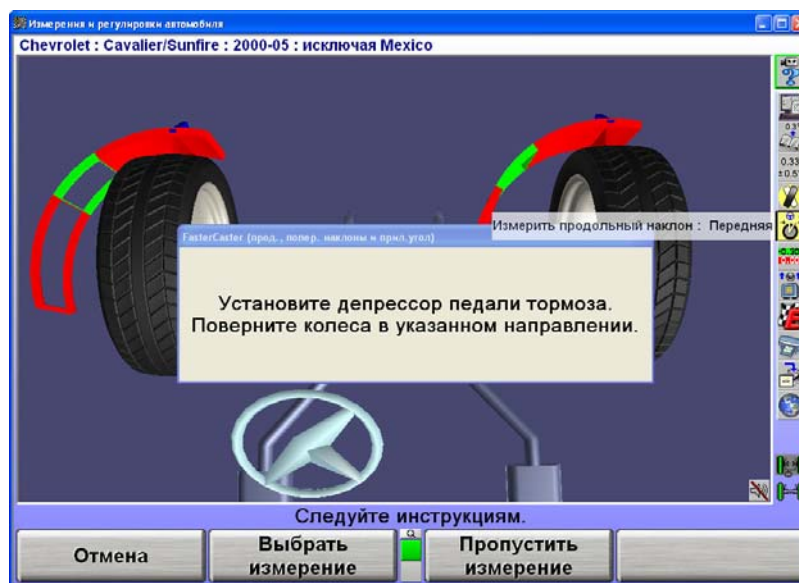 Измерения и регулировки автомобиля
Chevrolet : Cavalier/Sunfire : 2000-05 : исключая Mexico
Измерить продольный наклон : Передняя
FasterCaster (прод., попер. наклоны и прил.угол)
Установите депрессор педали тормоза.
Поверните колеса в указанном направлении.
Следуйте инструкциям.
Отмена
Выбрать
измерение
Пропустить
измерение